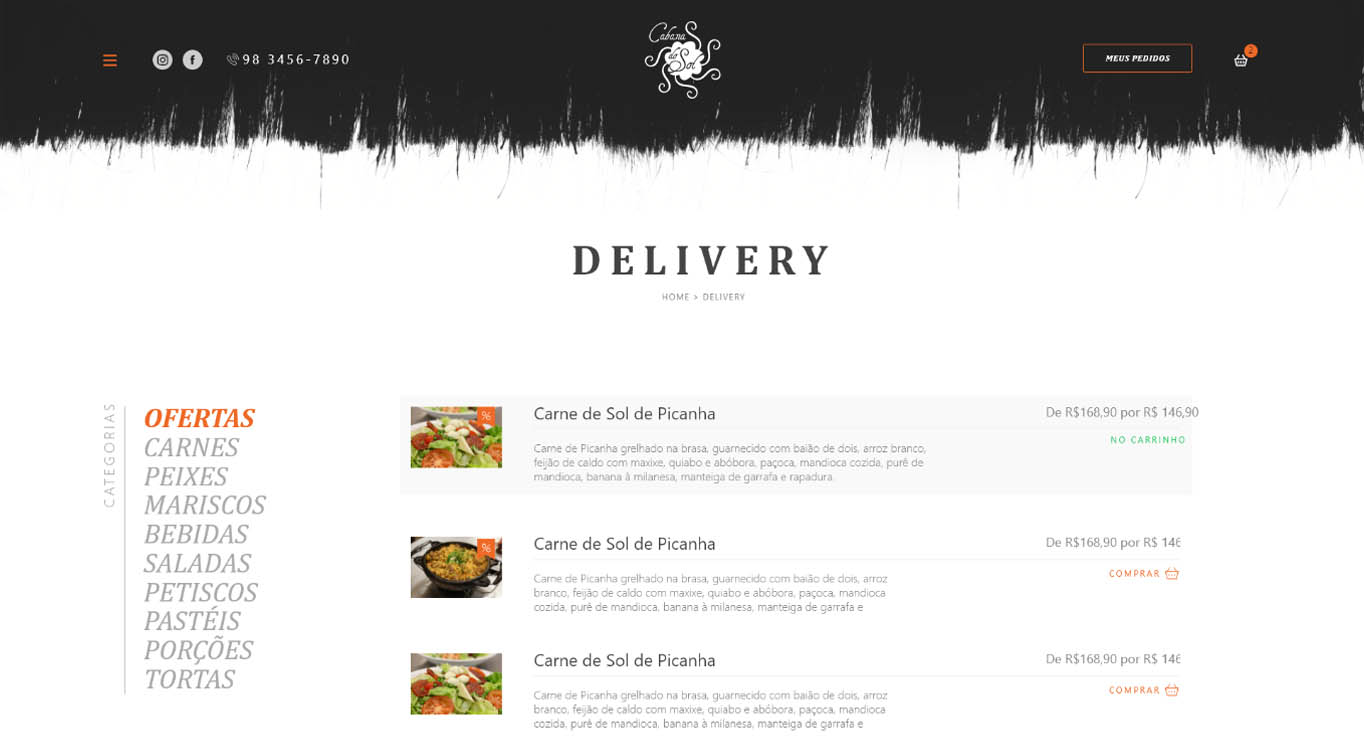 98 3456-7890
Cabana
do
Sol
MEUS PEDIDOS
2
DELIVERY
HOME > DELIVERY
CATEGORIAS
OFERTAS
CARNES
PEIXES
MARISCOS
BEBIDAS
SALADAS
PETISCOS
PASTÉIS
PORÇÕES
TORTAS
%
Carne de Sol de Picanha
De R$168,90 por R$ 146,90
NO CARRINHO
Carne de Picanha grelhado na brasa, guarnecido com baião de dois, arroz branco,
feijão de caldo com maxixe, quiabo e abóbora, paçoca, mandioca cozida, purê de
mandioca, banana à milanesa, manteiga de garrafa e rapadura.
%
Carne de Sol de Picanha
De R$168,90 por R$ 146
COMPRAR
Carne de Picanha grelhado na brasa, guarnecido com baião de dois, arroz
branco, feijão de caldo com maxixe, quiabo e abóbora, paçoca, mandioca
cozida, purê de mandioca, banana à milanesa, manteiga de garrafa e
Carne de Sol de Picanha
De R$168,90 por R$ 146
COMPRAR
Carne de Picanha grelhado na brasa, guarnecido com baião de dois, arroz
branco, feijão de caldo com maxixe, quiabo e abóbora, paçoca, mandioca
cozida, purê de mandioca, banana à milanesa, manteiga de garrafa e